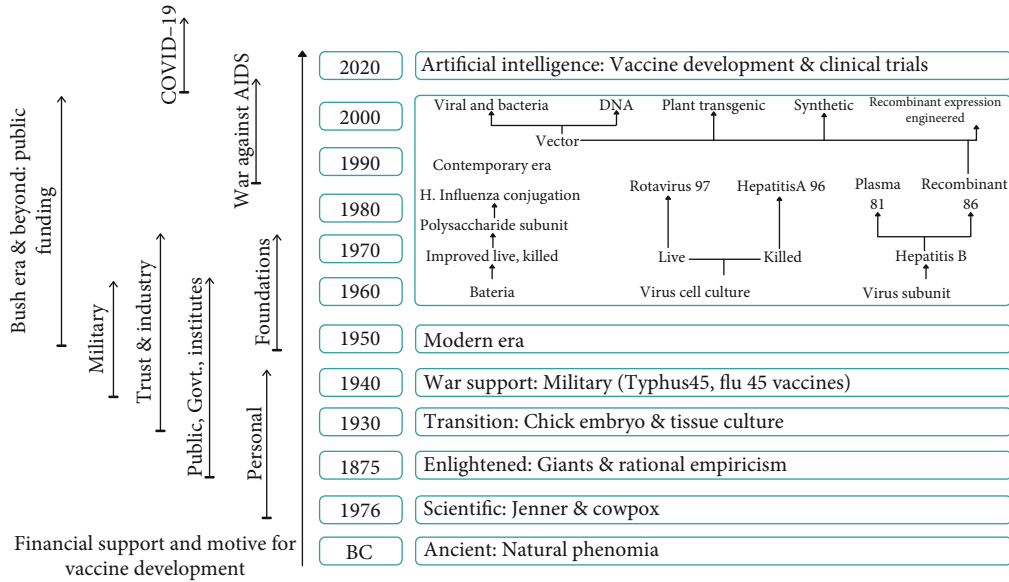 COVID–19
War against AIDS
Bush era & beyond: public
funding
Military
Trust & industry
Public, Govt., institutes
Foundations
Personal
Financial support and motive for
vaccine development
2020
Artificial intelligence: Vaccine development & clinical trials
2000
Viral and bacteria
DNA
Plant transgenic
Synthetic
Recombinant expression
engineered
Vector
1990
Contemporary era
Rotavirus 97
HepatitisA 96
Plasma
81
Recombinant
86
1980
H. Influenza conjugation
Polysaccharide subunit
1970
Improved live, killed
Live
Killed
Hepatitis B
1960
Bateria
Virus cell culture
Virus subunit
1950
Modern era
1940
War support: Military (Typhus45, flu 45 vaccines)
1930
Transition: Chick embryo & tissue culture
1875
Enlightened: Giants & rational empiricism
1976
Scientific: Jenner & cowpox
BC
Ancient: Natural phenomia